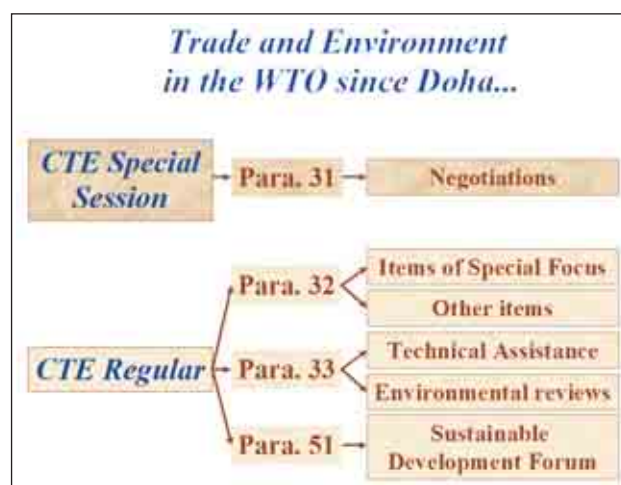 Trade and Environment
in the WTO since Doha...
CTE Special
Session
Para. 31
Negotiations
CTE Regular
Para. 32
Items of Special Focus
Other items
Para. 33
Technical Assistance
Environmental reviews
Para. 51
Sustainable
Development Forum